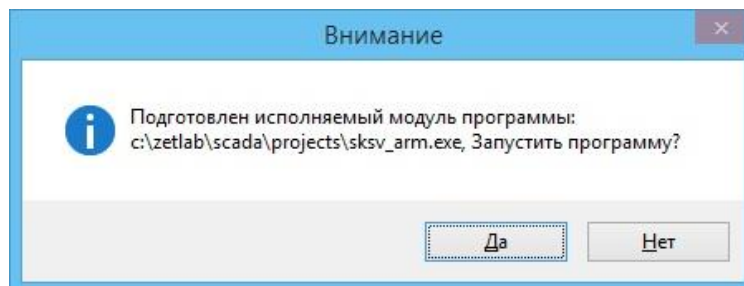 Внимание
Подготовлен исполняемый модуль программы:
c:\zetlab\scada\projects\sksv_arm.exe, Запустить программу?
Да
Нет